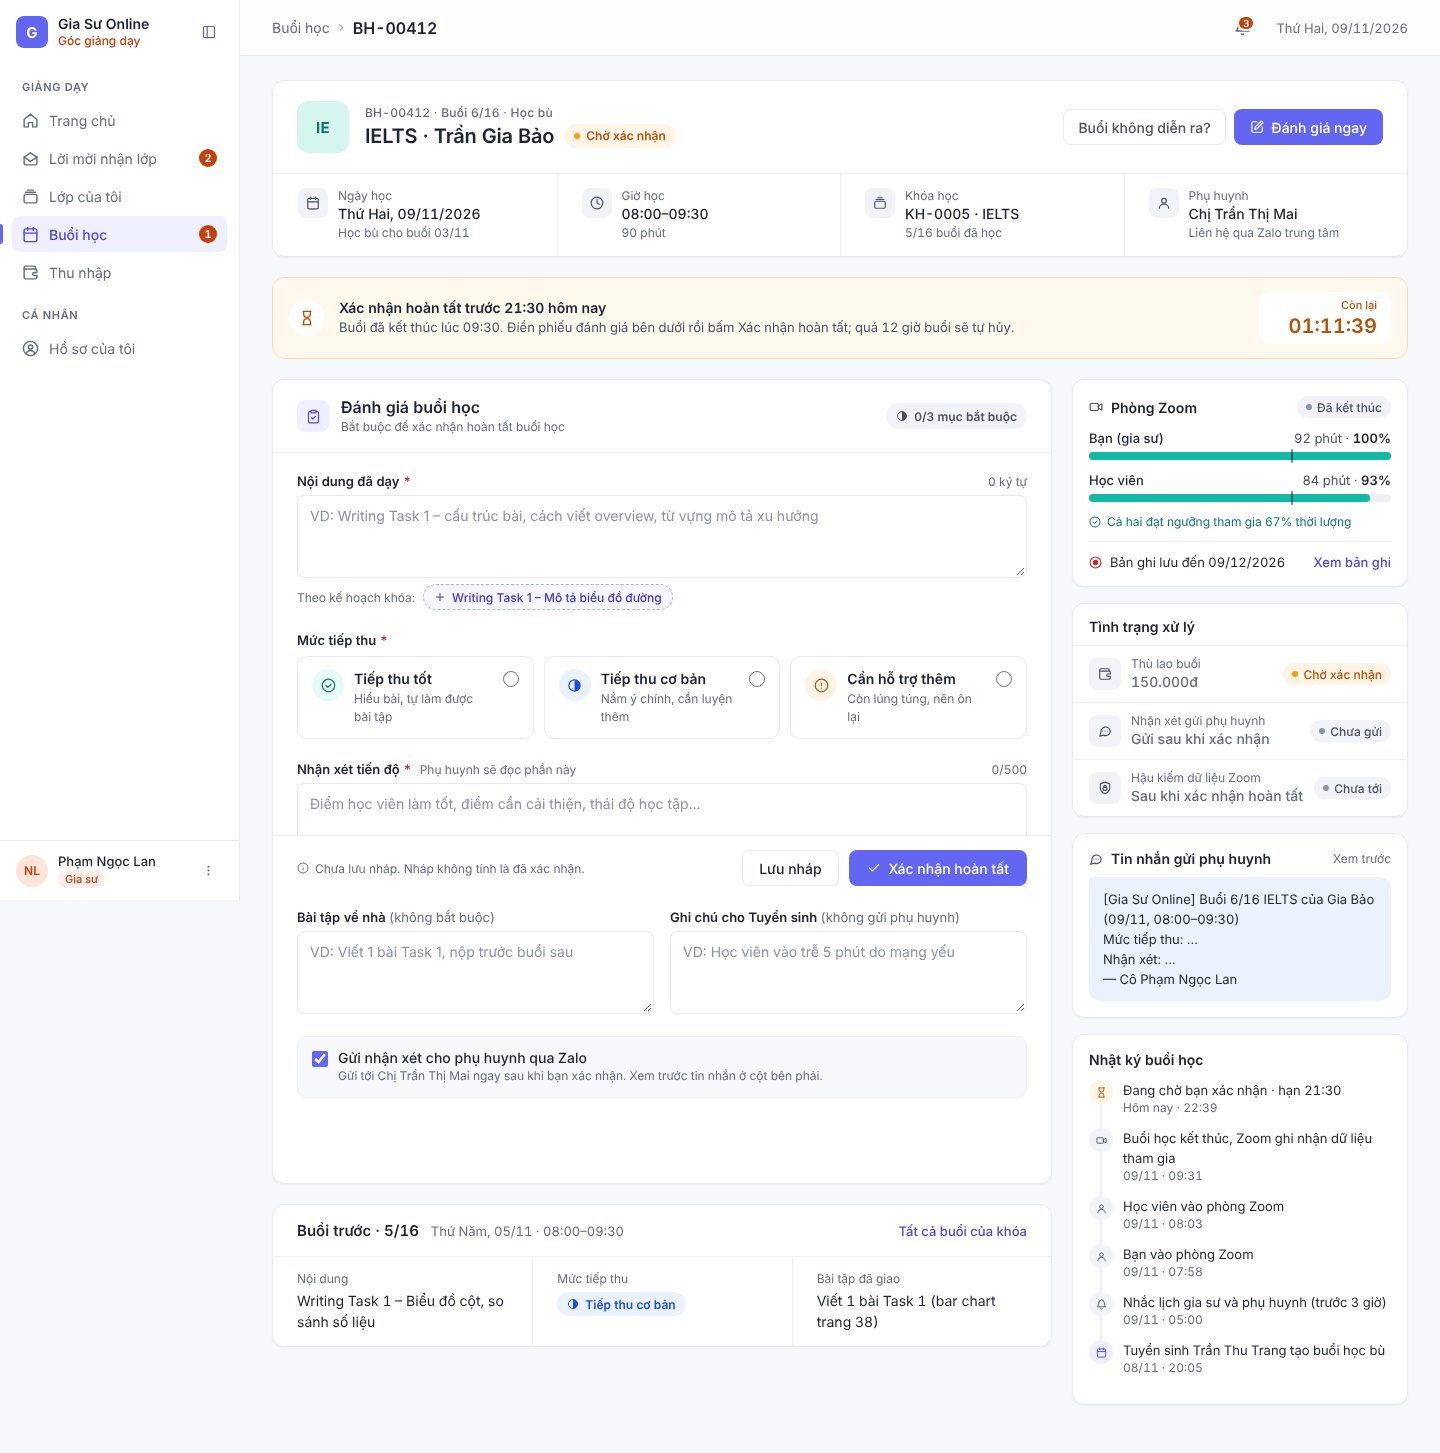 G
Gia Sư Online
Góc giảng dạy
GIẢNG DẠY
Trang chủ
Lời mời nhận lớp
2
Lớp của tôi
Buổi học
1
Thu nhập
CÁ NHÂN
Hồ sơ của tôi
NL
Phạm Ngọc Lan
Gia sư
Buổi học
BH-00412
3
Thứ Hai, 09/11/2026
IE
BH-00412 · Buổi 6/16 · Học bù
IELTS · Trần Gia Bảo
Chờ xác nhận
Buổi không diễn ra?
Đánh giá ngay
Ngày học
Thứ Hai, 09/11/2026
Học bù cho buổi 03/11
Giờ học
08:00–09:30
90 phút
Khóa học
KH-0005 · IELTS
5/16 buổi đã học
Phụ huynh
Chị Trần Thị Mai
Liên hệ qua Zalo trung tâm
Xác nhận hoàn tất trước 21:30 hôm nay
Buổi đã kết thúc lúc 09:30. Điền phiếu đánh giá bên dưới rồi bấm Xác nhận hoàn tất; quá 12 giờ buổi sẽ tự hủy.
Còn lại
01:11:39
Đánh giá buổi học
Bắt buộc để xác nhận hoàn tất buổi học
0/3 mục bắt buộc
Nội dung đã dạy *
0 ký tự
VD: Writing Task 1 – cấu trúc bài, cách viết overview, từ vựng mô tả xu hướng
Theo kế hoạch khóa:
+ Writing Task 1 – Mô tả biểu đồ đường
Mức tiếp thu *
Tiếp thu tốt
Hiểu bài, tự làm được
bài tập
Tiếp thu cơ bản
Nắm ý chính, cần luyện
thêm
Cần hỗ trợ thêm
Còn lúng túng, nên ôn
lại
Nhận xét tiến độ * Phụ huynh sẽ đọc phần này
0/500
Điểm học viên làm tốt, điểm cần cải thiện, thái độ học tập...
Chưa lưu nháp. Nháp không tính là đã xác nhận.
Lưu nháp
Xác nhận hoàn tất
Bài tập về nhà (không bắt buộc)
VD: Viết 1 bài Task 1, nộp trước buổi sau
Ghi chú cho Tuyển sinh (không gửi phụ huynh)
VD: Học viên vào trễ 5 phút do mạng yếu
Gửi nhận xét cho phụ huynh qua Zalo
Gửi tới Chị Trần Thị Mai ngay sau khi bạn xác nhận. Xem trước tin nhắn ở cột bên phải.
Buổi trước · 5/16
Thứ Năm, 05/11 · 08:00–09:30
Tất cả buổi của khóa
Nội dung
Writing Task 1 – Biểu đồ cột, so
sánh số liệu
Mức tiếp thu
Tiếp thu cơ bản
Bài tập đã giao
Viết 1 bài Task 1 (bar chart
trang 38)
Phòng Zoom
Đã kết thúc
Bạn (gia sư)
92 phút · 100%
Học viên
84 phút · 93%
Cả hai đạt ngưỡng tham gia 67% thời lượng
Bản ghi lưu đến 09/12/2026
Xem bản ghi
Tình trạng xử lý
Thù lao buổi
150.000đ
Chờ xác nhận
Nhận xét gửi phụ huynh
Gửi sau khi xác nhận
Chưa gửi
Hậu kiểm dữ liệu Zoom
Sau khi xác nhận hoàn tất
Chưa tới
Tin nhắn gửi phụ huynh
Xem trước
[Gia Sư Online] Buổi 6/16 IELTS của Gia Bảo
(09/11, 08:00–09:30)
Mức tiếp thu: ...
Nhận xét: ...
— Cô Phạm Ngọc Lan
Nhật ký buổi học
Đang chờ bạn xác nhận · hạn 21:30
Hôm nay · 22:39
Buổi học kết thúc, Zoom ghi nhận dữ liệu
tham gia
09/11 · 09:31
Học viên vào phòng Zoom
09/11 · 08:03
Bạn vào phòng Zoom
09/11 · 07:58
Nhắc lịch gia sư và phụ huynh (trước 3 giờ)
09/11 · 05:00
Tuyển sinh Trần Thu Trang tạo buổi học bù
08/11 · 20:05